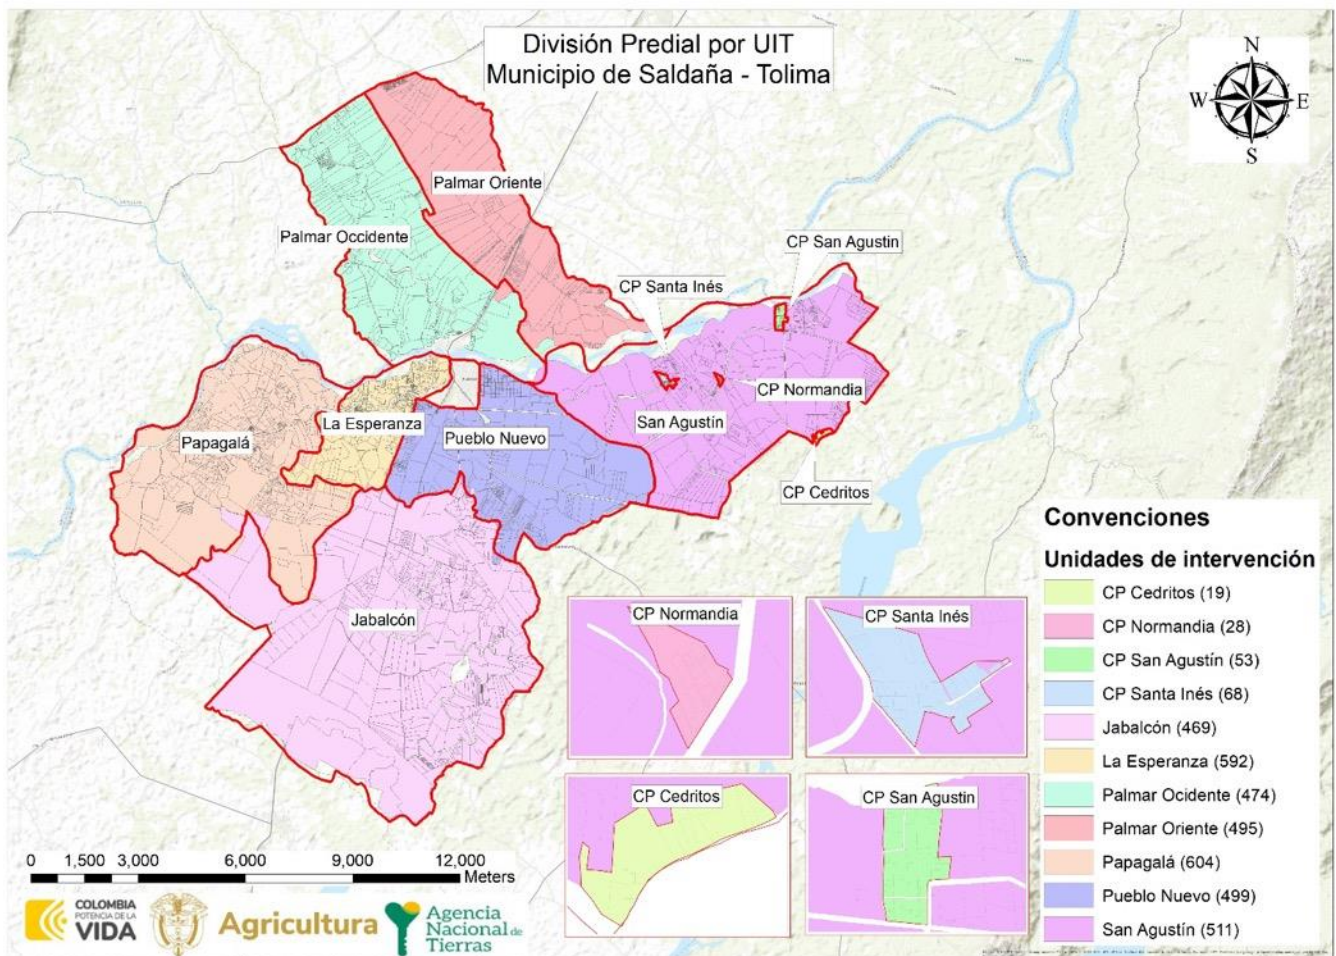 División Predial por UIT
Municipio de Saldaña - Tolima
N
W E
S
Palmar Oriente
Palmar Occidente
CP San Agustin
CP Santa Inés
CP Normandia
San Agustín
La Esperanza
Papagalá
Pueblo Nuevo
CP Cedritos
Jabalcón
Convenciones
Unidades de intervención
CP Cedritos (19)
CP Normandia (28)
CP San Agustín (53)
CP Santa Inés (68)
Jabalcón (469)
La Esperanza (592)
Palmar Ocidente (474)
Palmar Oriente (495)
Papagalá (604)
Pueblo Nuevo (499)
San Agustín (511)
CP Normandia
CP Santa Inés
CP Cedritos
CP San Agustin
0 1,500 3,000 6,000 9,000 12,000
Meters
COLOMBIA
POTENCIA DE LA
VIDA
Agricultura
Agencia
Nacional de
Tierras